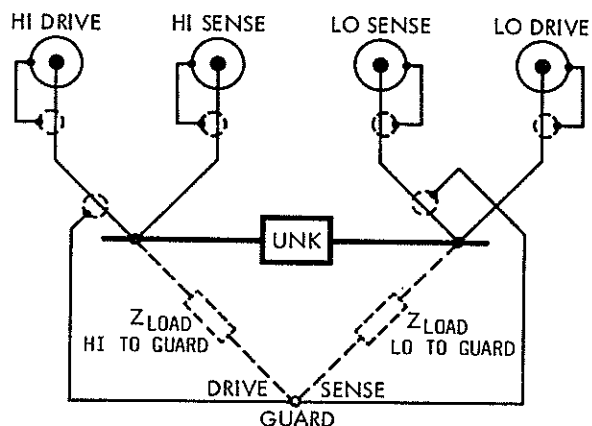 HI DRIVE HI SENSE LO SENSE LO DRIVE
UNK
ZLOAD
HI TO GUARD
ZLOAD
LO TO GUARD
DRIVE SENSE
GUARD